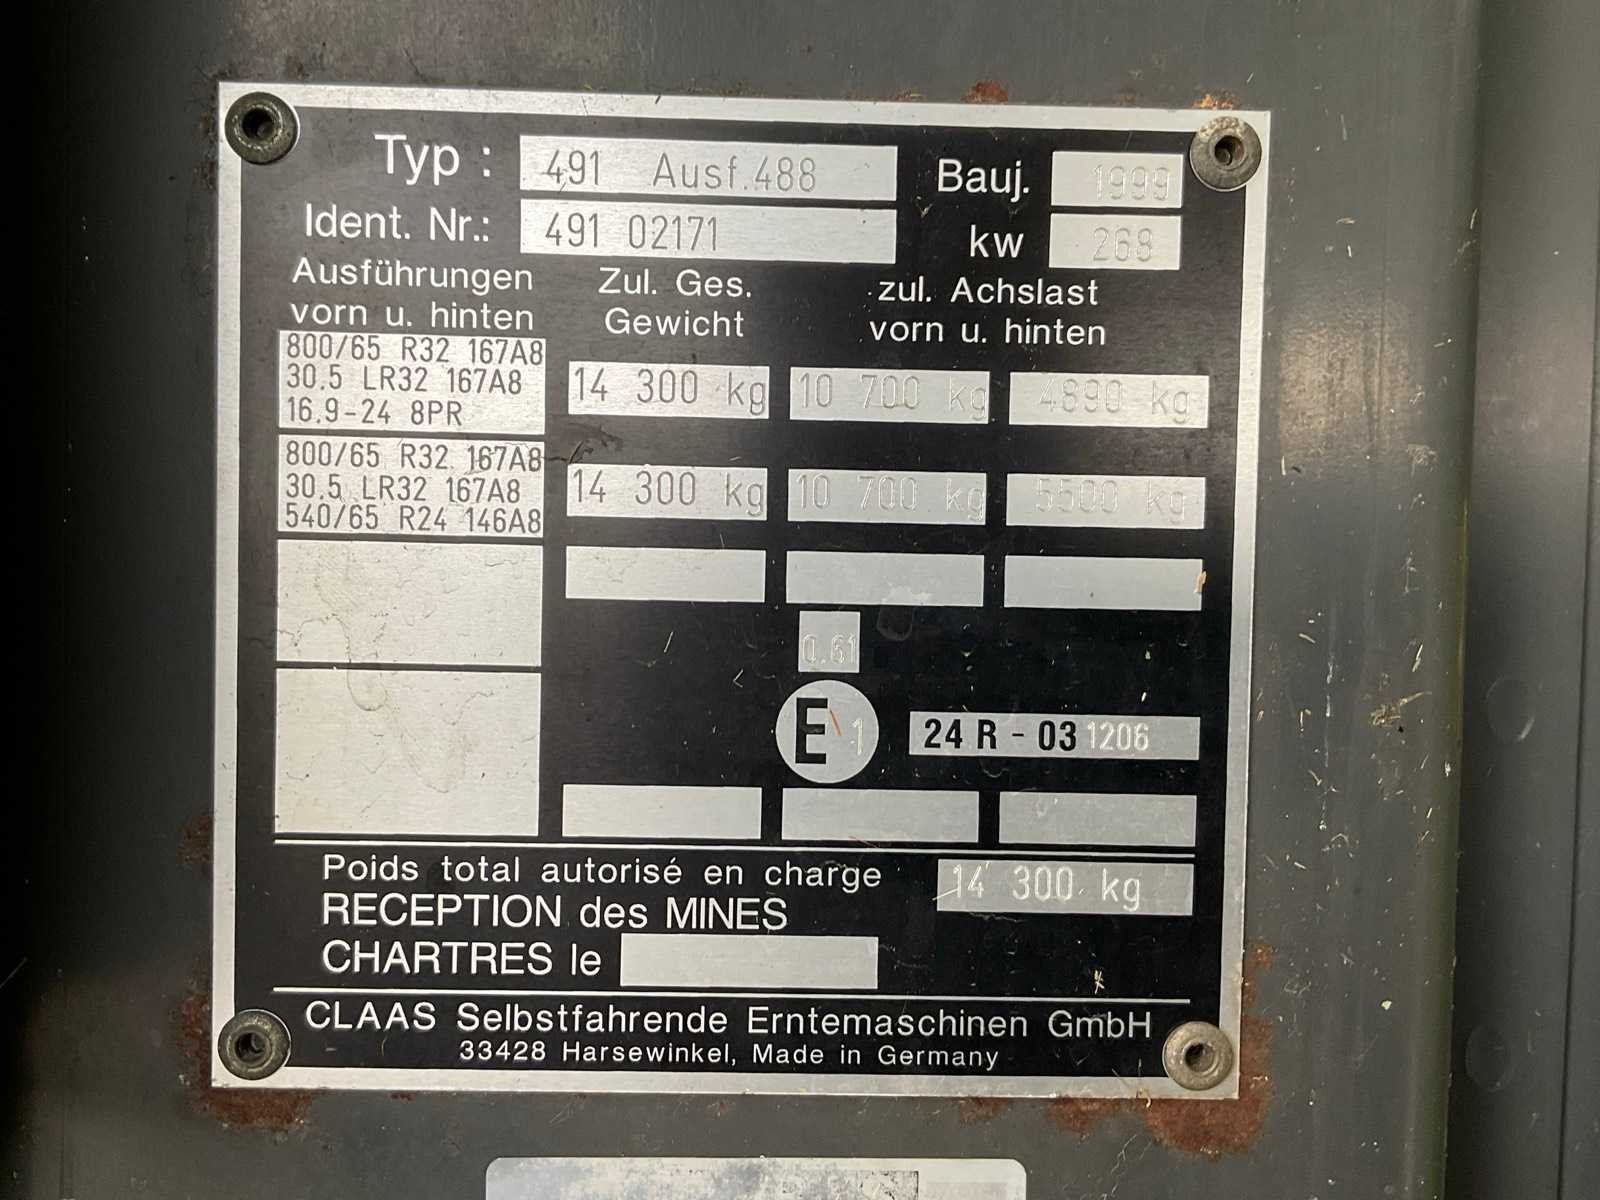 Typ : 491 Ausf.488 Bauj. 1999
Ident. Nr.: 491 02171 kw 268
Ausführungen vorn u. hinten
Zul. Ges. Gewicht
zul. Achslast vorn u. hinten
800/65 R32 167A8
30.5 LR32 167A8
16.9-24 8PR
14 300 kg 10 700 kg 4890 kg
800/65 R32 167A8
30.5 LR32 167A8
540/65 R24 146A8
14 300 kg 10 700 kg 5500 kg
0.61
E 1 24 R - 03 1206
Poids total autorisé en charge 14 300 kg
RECEPTION des MINES
CHARTRES le
CLAAS Selbstfahrende Erntemaschinen GmbH
33428 Harsewinkel, Made in Germany